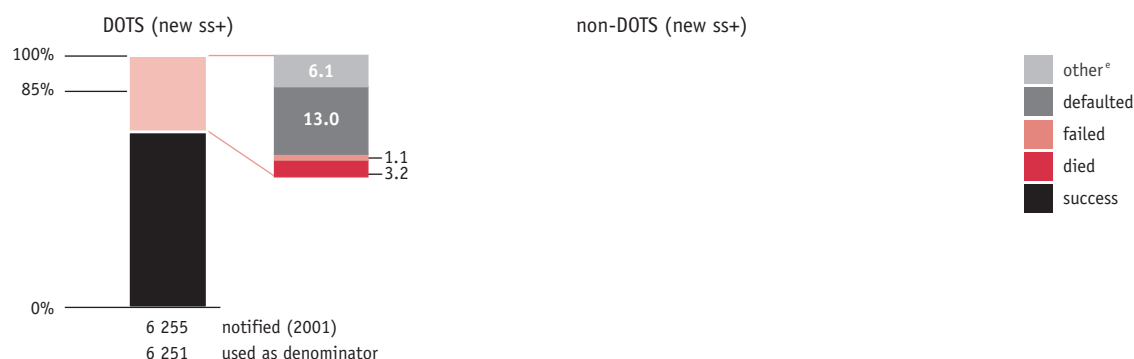 DOTS (new ss+)
non-DOTS (new ss+)
100%
85%
0%
6.1
13.0
1.1
3.2
other e
defaulted
failed
died
success
6 255 notified (2001)
6 251 used as denominator